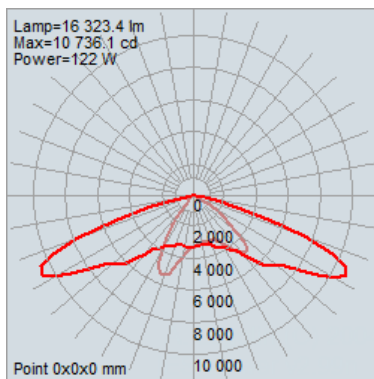 Lamp=16 323.4 lm
Max=10 736.1 cd
Power=122 W
0
2 000
4 000
6 000
8 000
10 000
Point 0x0x0 mm